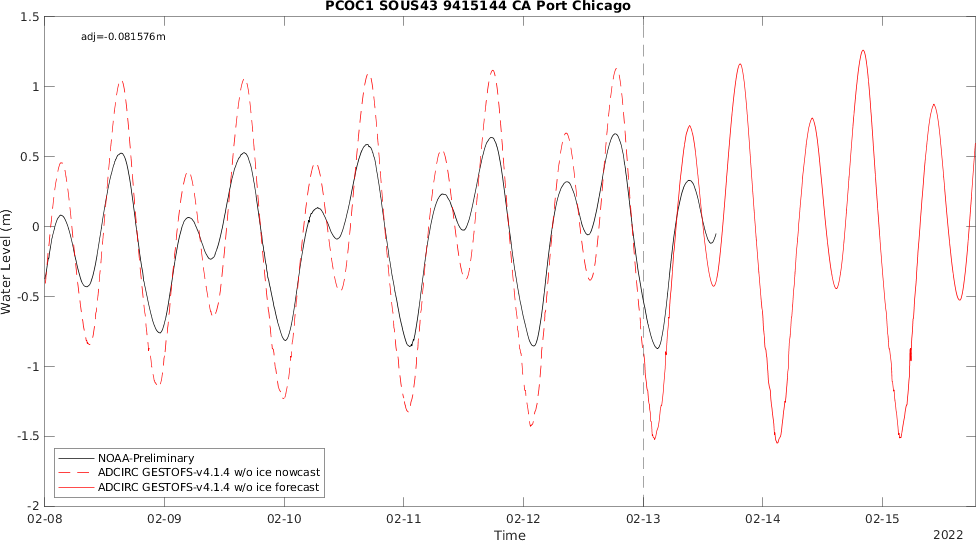 PCOC1 SOUS43 9415144 CA Port Chicago
adj=-0.081576m
Water Level (m)
1.5
1
0.5
0
-0.5
-1
-1.5
-2
NOAA-Preliminary
ADCIRC GESTOFS-v4.1.4 w/o ice nowcast
ADCIRC GESTOFS-v4.1.4 w/o ice forecast
02-08 02-09 02-10 02-11 02-12 02-13 02-14 02-15
Time
2022